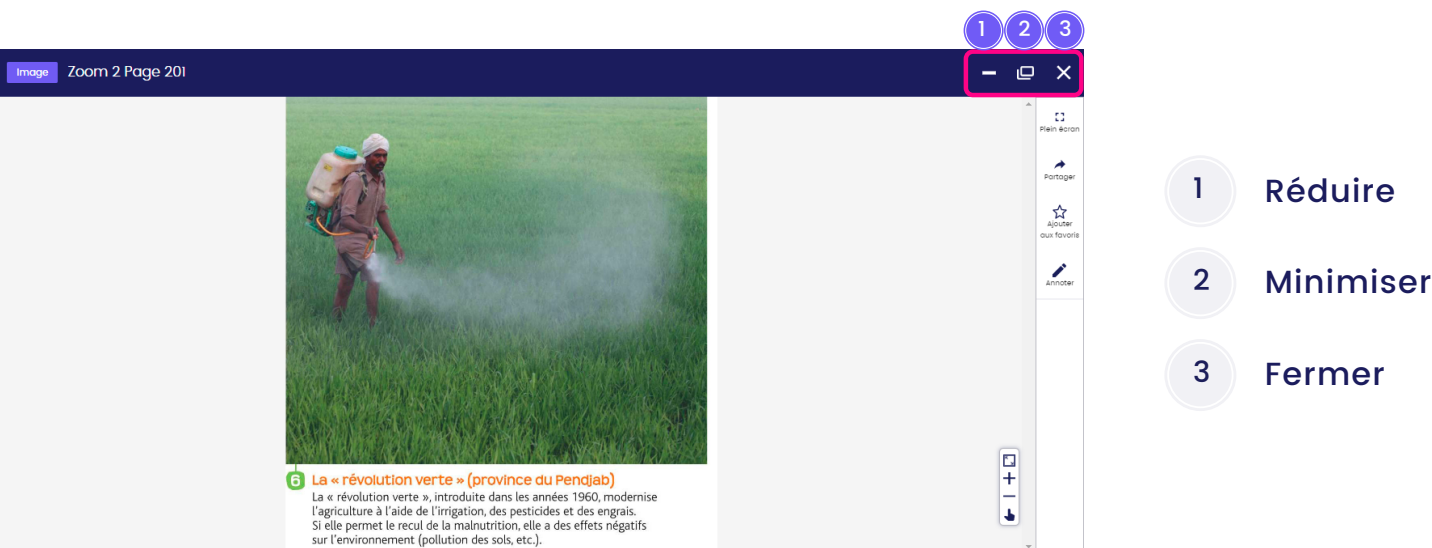 1 2 3
Image Zoom 2 Page 201
Plein écran
Partager
Ajouter
aux favoris
Annoter
1 Réduire
2 Minimiser
3 Fermer
6 La « révolution verte » (province du Pendjab)
La « révolution verte », introduite dans les années 1960, modernise
l'agriculture à l'aide de l'irrigation, des pesticides et des engrais.
Si elle permet le recul de la malnutrition, elle a des effets négatifs
sur l'environnement (pollution des sols, etc.).